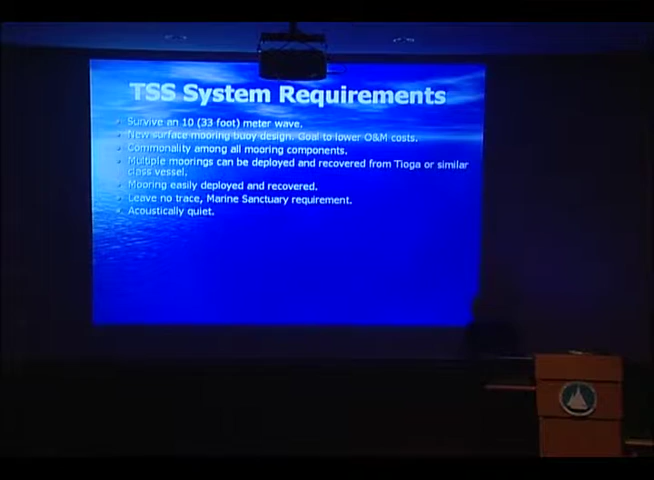 TSS System Requirements
Survive an 10 (33 foot) meter wave.
New surface mooring buoy design. Goal to lower O&M costs.
Commonality among all mooring components.
Multiple moorings can be deployed and recovered from Tioga or similar
class vessel.
Mooring easily deployed and recovered.
Leave no trace, Marine Sanctuary requirement.
Acoustically quiet.